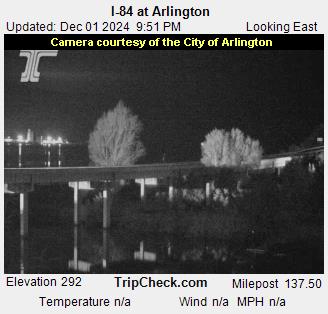 I-84 at Arlington
Updated: Dec 01 2024 9:51 PM Looking East
Camera courtesy of the City of Arlington
Elevation 292 TripCheck.com Milepost 137.50
Temperature n/a Wind n/a MPH n/a